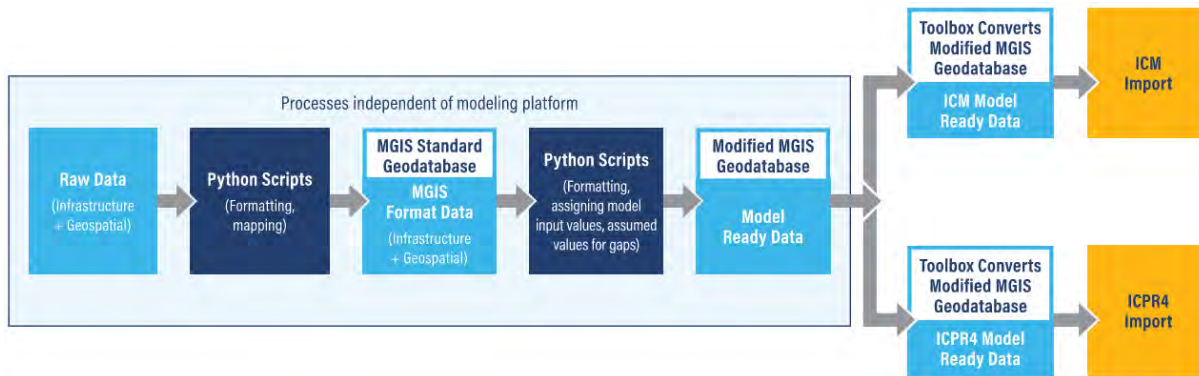 Processes independent of modeling platform
Raw Data
(Infrastructure
+ Geospatial)
Python Scripts
(Formatting,
mapping)
MGIS Standard
Geodatabase
MGIS
Format Data
(Infrastructure
+ Geospatial)
Python Scripts
(Formatting,
assigning model
input values, assumed
values for gaps)
Modified MGIS
Geodatabase
Model
Ready Data
Toolbox Converts
Modified MGIS
Geodatabase
ICM Model
Ready Data
ICM
Import
Toolbox Converts
Modified MGIS
Geodatabase
ICPR4 Model
Ready Data
ICPR4
Import